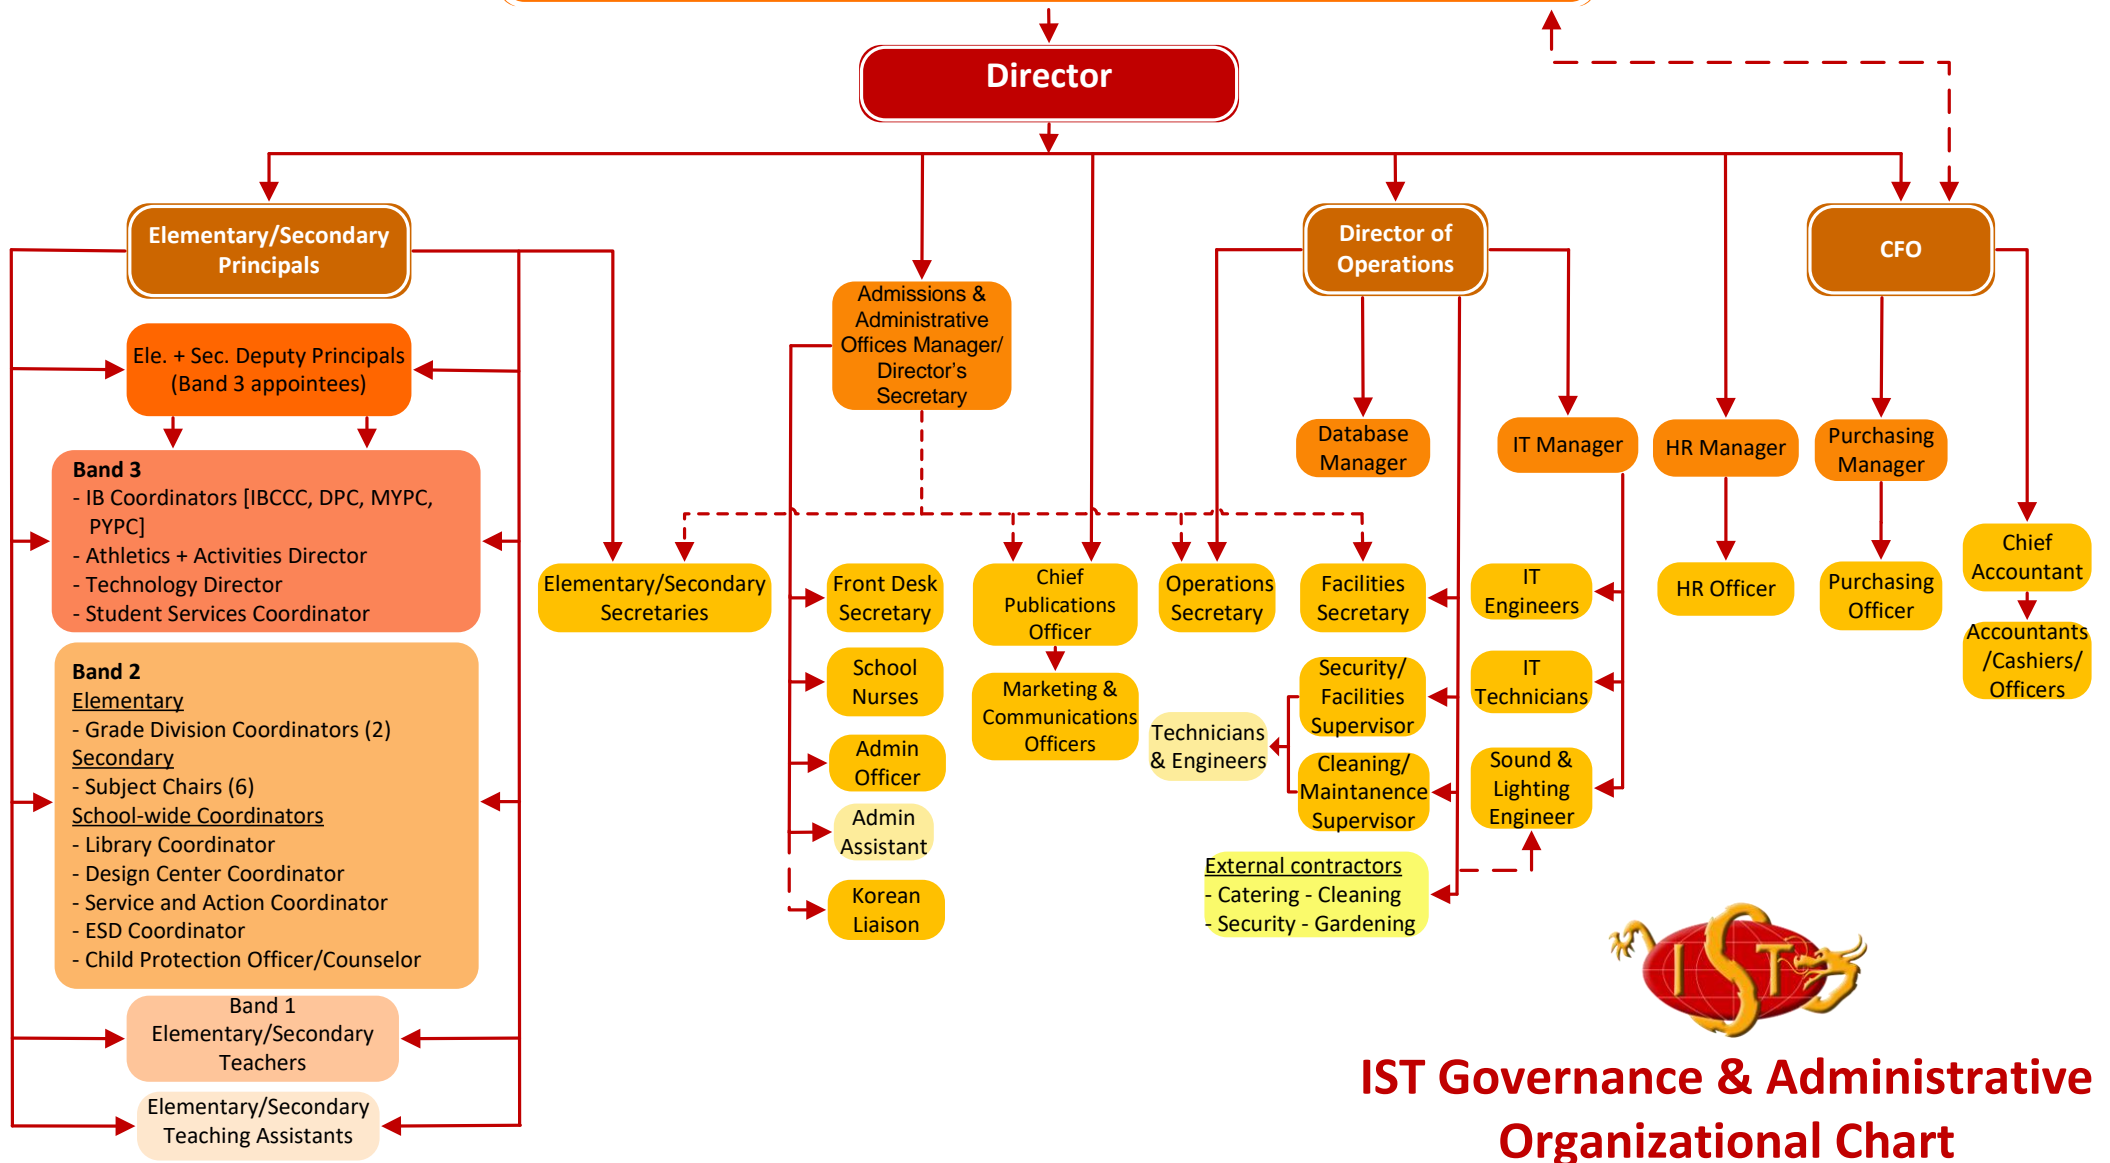 Director
Elementary/Secondary
Principals
Director of
Operations
CFO
Admissions &
Administrative
Offices Manager/
Director’s
Secretary
Ele. + Sec. Deputy Principals
(Band 3 appointees)
Database
Manager
IT Manager
HR Manager
Purchasing
Manager
Band 3
- IB Coordinators [IBCCC, DPC, MYPC,
PYPC]
- Athletics + Activities Director
- Technology Director
- Student Services Coordinator
Elementary/Secondary
Secretaries
Front Desk
Secretary
Chief
Publications
Officer
Operations
Secretary
Facilities
Secretary
IT
Engineers
HR Officer
Purchasing
Officer
Chief
Accountant
Accountants
/Cashiers/
Officers
Band 2
Elementary
- Grade Division Coordinators (2)
Secondary
- Subject Chairs (6)
School-wide Coordinators
- Library Coordinator
- Design Center Coordinator
- Service and Action Coordinator
- ESD Coordinator
- Child Protection Officer/Counselor
School
Nurses
Marketing &
Communications
Officers
Security/
Facilities
Supervisor
IT
Technicians
Technicians
& Engineers
Admin
Officer
Cleaning/
Maintanence
Supervisor
Sound &
Lighting
Engineer
Admin
Assistant
External contractors
- Catering - Cleaning
- Security - Gardening
Korean
Liaison
Band 1
Elementary/Secondary
Teachers
Elementary/Secondary
Teaching Assistants
IST
IST Governance & Administrative
Organizational Chart